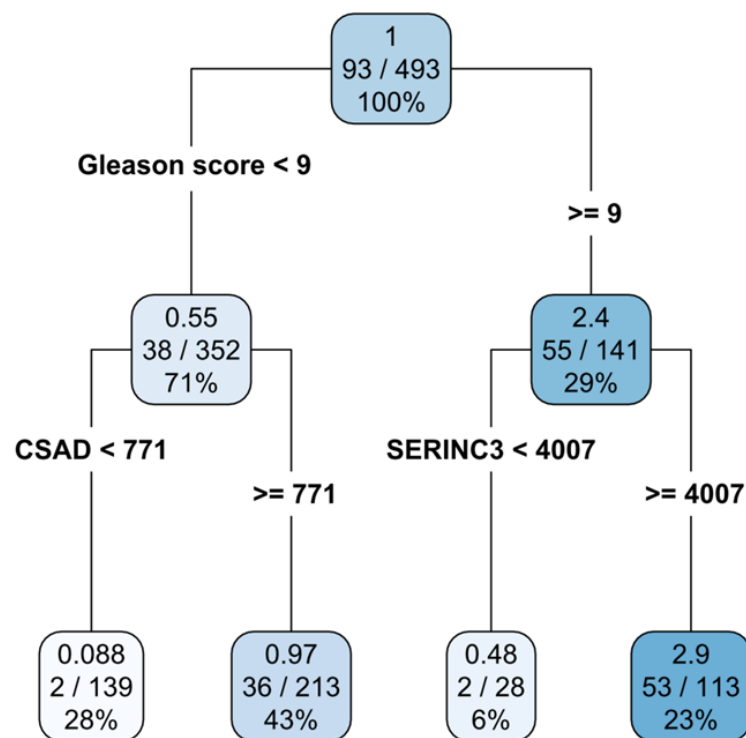 1
93 / 493
100%
Gleason score < 9
>= 9
0.55
38 / 352
71%
2.4
55 / 141
29%
CSAD < 771
>= 771
SERINC3 < 4007
>= 4007
0.088
2 / 139
28%
0.97
36 / 213
43%
0.48
2 / 28
6%
2.9
53 / 113
23%